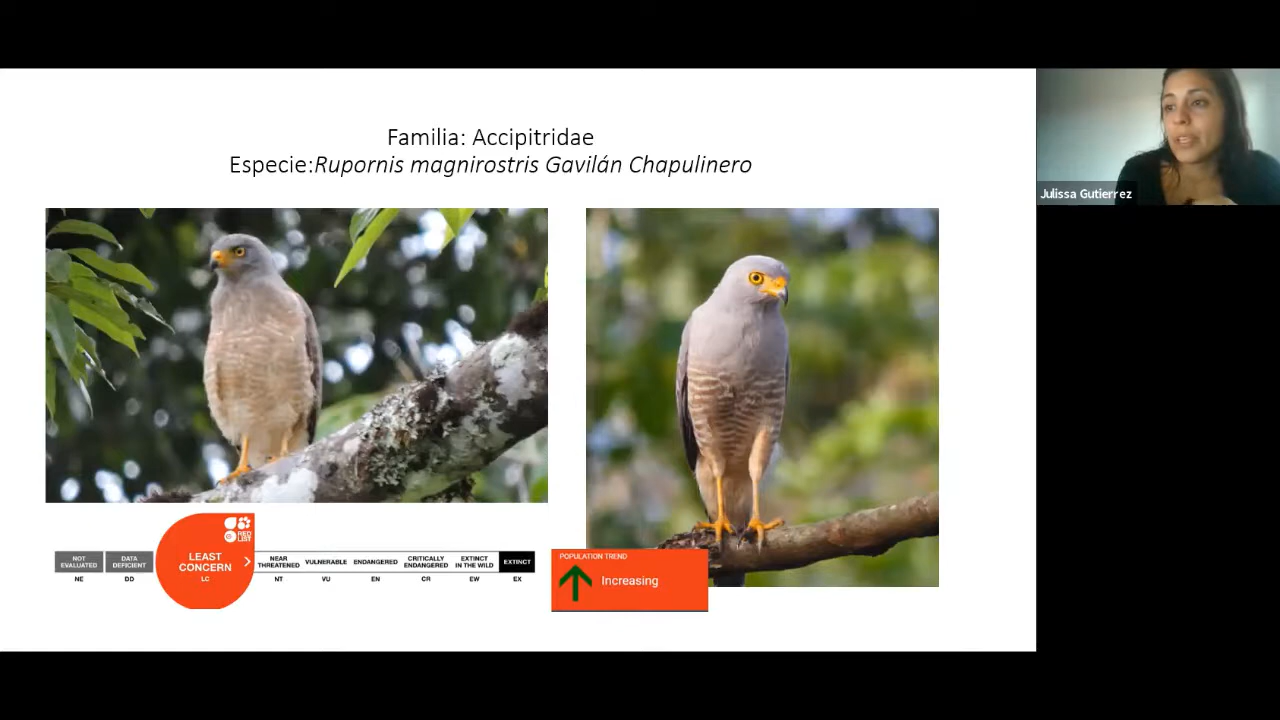 Familia: Accipitridae
Especie:Rupornis magnirostris Gavilán Chapulinero
Julissa Gutierrez
RED
LIST
NOT
EVALUATED
NE
DATA
DEFICIENT
DD
LEAST
CONCERN
LC
NEAR
THREATENED
NT
VULNERABLE
VU
ENDANGERED
EN
CRITICALLY
ENDANGERED
CR
EXTINCT
IN THE WILD
EW
EXTINCT
EX
POPULATION TREND
Increasing